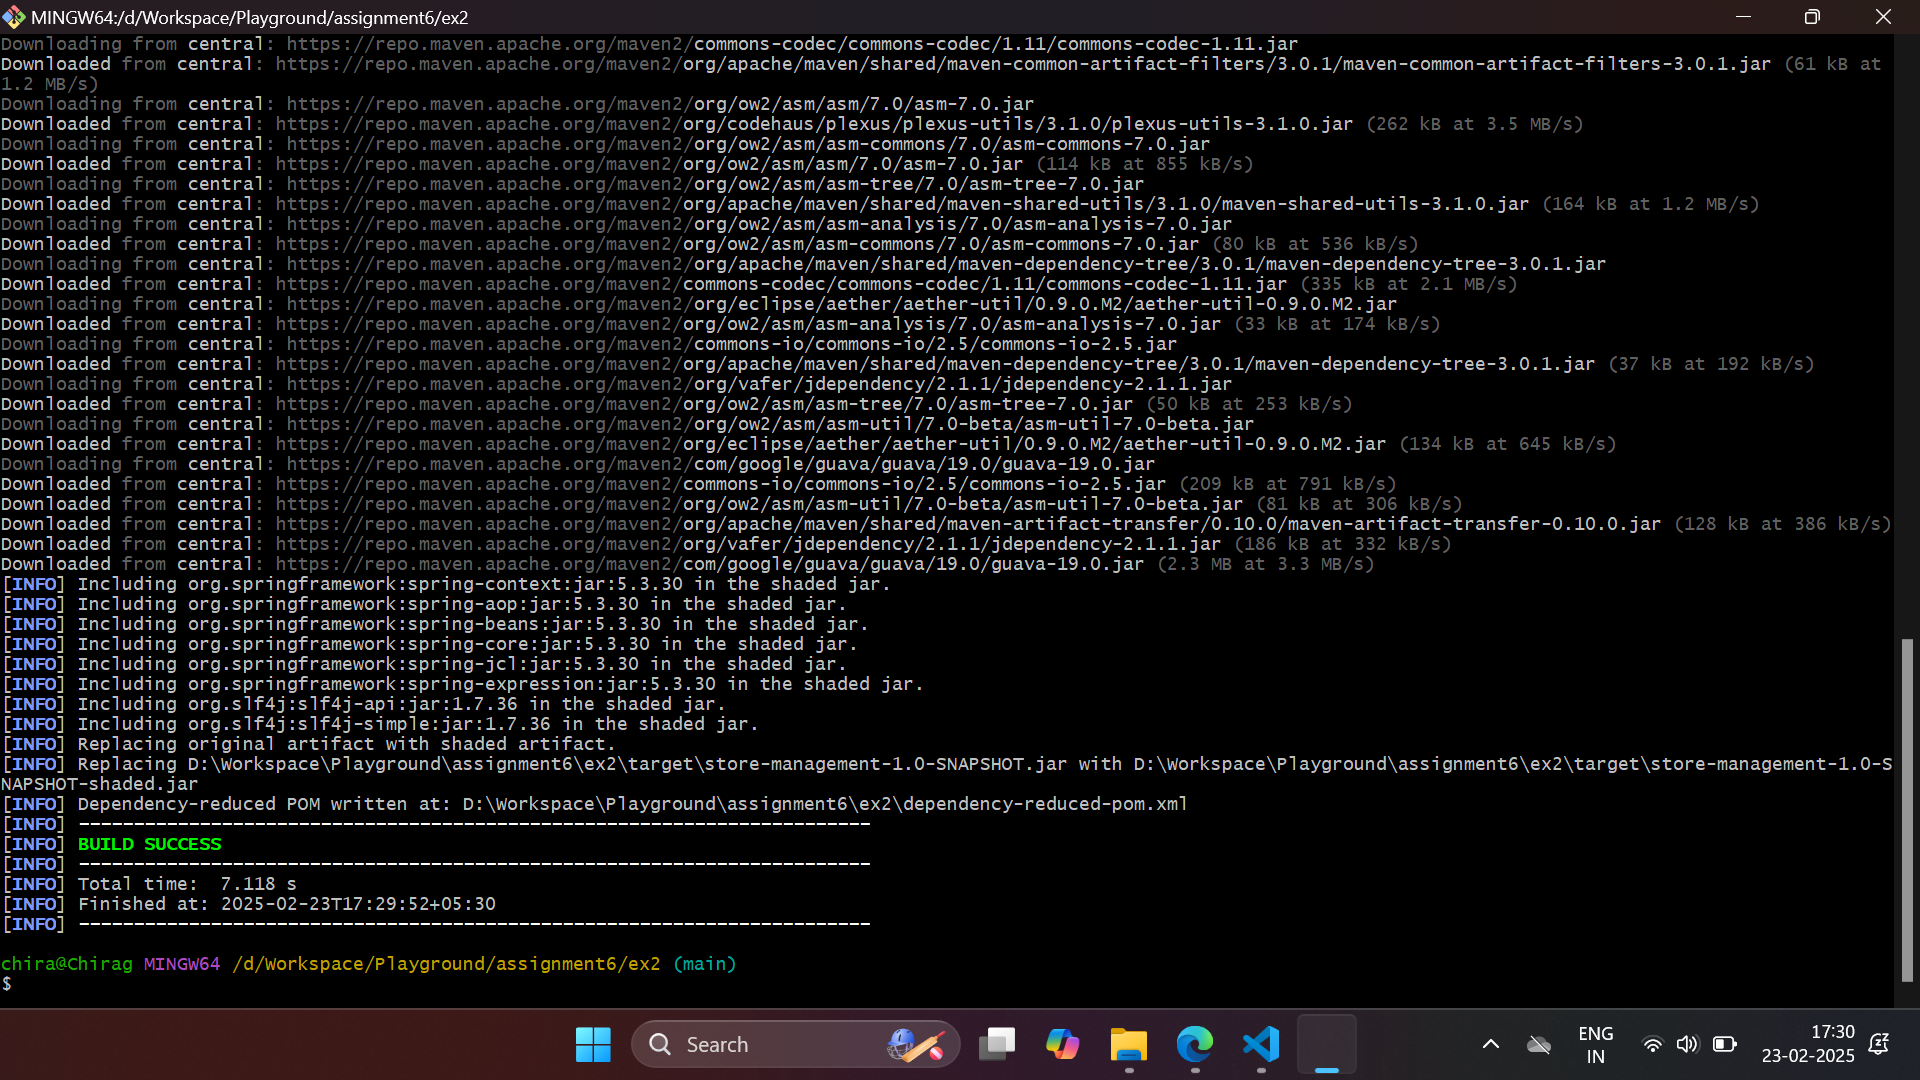 MINGW64:/d/Workspace/Playground/assignment6/ex2
Downloading from central: https://repo.maven.apache.org/maven2/commons-codec/commons-codec/1.11/commons-codec-1.11.jar
Downloaded from central: https://repo.maven.apache.org/maven2/org/apache/maven/shared/maven-common-artifact-filters/3.0.1/maven-common-artifact-filters-3.0.1.jar (61 kB at
1.2 MB/s)
Downloading from central: https://repo.maven.apache.org/maven2/org/ow2/asm/asm/7.0/asm-7.0.jar
Downloaded from central: https://repo.maven.apache.org/maven2/org/codehaus/plexus/plexus-utils/3.1.0/plexus-utils-3.1.0.jar (262 kB at 3.5 MB/s)
Downloading from central: https://repo.maven.apache.org/maven2/org/ow2/asm/asm-commons/7.0/asm-commons-7.0.jar
Downloaded from central: https://repo.maven.apache.org/maven2/org/ow2/asm/asm/7.0/asm-7.0.jar (114 kB at 855 kB/s)
Downloading from central: https://repo.maven.apache.org/maven2/org/ow2/asm/asm-tree/7.0/asm-tree-7.0.jar
Downloaded from central: https://repo.maven.apache.org/maven2/org/apache/maven/shared/maven-shared-utils/3.1.0/maven-shared-utils-3.1.0.jar (164 kB at 1.2 MB/s)
Downloading from central: https://repo.maven.apache.org/maven2/org/ow2/asm/asm-analysis/7.0/asm-analysis-7.0.jar
Downloaded from central: https://repo.maven.apache.org/maven2/org/ow2/asm/asm-commons/7.0/asm-commons-7.0.jar (80 kB at 536 kB/s)
Downloading from central: https://repo.maven.apache.org/maven2/org/apache/maven/shared/maven-dependency-tree/3.0.1/maven-dependency-tree-3.0.1.jar
Downloaded from central: https://repo.maven.apache.org/maven2/commons-codec/commons-codec/1.11/commons-codec-1.11.jar (335 kB at 2.1 MB/s)
Downloading from central: https://repo.maven.apache.org/maven2/org/eclipse/aether/aether-util/0.9.0.M2/aether-util-0.9.0.M2.jar
Downloaded from central: https://repo.maven.apache.org/maven2/org/ow2/asm/asm-analysis/7.0/asm-analysis-7.0.jar (33 kB at 174 kB/s)
Downloading from central: https://repo.maven.apache.org/maven2/commons-io/commons-io/2.5/commons-io-2.5.jar
Downloaded from central: https://repo.maven.apache.org/maven2/org/apache/maven/shared/maven-dependency-tree/3.0.1/maven-dependency-tree-3.0.1.jar (37 kB at 192 kB/s)
Downloading from central: https://repo.maven.apache.org/maven2/org/vafer/jdependency/2.1.1/jdependency-2.1.1.jar
Downloaded from central: https://repo.maven.apache.org/maven2/org/ow2/asm/asm-tree/7.0/asm-tree-7.0.jar (50 kB at 253 kB/s)
Downloading from central: https://repo.maven.apache.org/maven2/org/ow2/asm/asm-util/7.0-beta/asm-util-7.0-beta.jar
Downloaded from central: https://repo.maven.apache.org/maven2/org/eclipse/aether/aether-util/0.9.0.M2/aether-util-0.9.0.M2.jar (134 kB at 645 kB/s)
Downloading from central: https://repo.maven.apache.org/maven2/com/google/guava/guava/19.0/guava-19.0.jar
Downloaded from central: https://repo.maven.apache.org/maven2/commons-io/commons-io/2.5/commons-io-2.5.jar (209 kB at 791 kB/s)
Downloaded from central: https://repo.maven.apache.org/maven2/org/ow2/asm/asm-util/7.0-beta/asm-util-7.0-beta.jar (81 kB at 306 kB/s)
Downloaded from central: https://repo.maven.apache.org/maven2/org/apache/maven/shared/maven-artifact-transfer/0.10.0/maven-artifact-transfer-0.10.0.jar (128 kB at 386 kB/s)
Downloaded from central: https://repo.maven.apache.org/maven2/org/vafer/jdependency/2.1.1/jdependency-2.1.1.jar (186 kB at 332 kB/s)
Downloaded from central: https://repo.maven.apache.org/maven2/com/google/guava/guava/19.0/guava-19.0.jar (2.3 MB at 3.3 MB/s)
[INFO] Including org.springframework:spring-context:jar:5.3.30 in the shaded jar.
[INFO] Including org.springframework:spring-aop:jar:5.3.30 in the shaded jar.
[INFO] Including org.springframework:spring-beans:jar:5.3.30 in the shaded jar.
[INFO] Including org.springframework:spring-core:jar:5.3.30 in the shaded jar.
[INFO] Including org.springframework:spring-jcl:jar:5.3.30 in the shaded jar.
[INFO] Including org.springframework:spring-expression:jar:5.3.30 in the shaded jar.
[INFO] Including org.slf4j:slf4j-api:jar:1.7.36 in the shaded jar.
[INFO] Including org.slf4j:slf4j-simple:jar:1.7.36 in the shaded jar.
[INFO] Replacing original artifact with shaded artifact.
[INFO] Replacing D:\Workspace\Playground\assignment6\ex2\target\store-management-1.0-SNAPSHOT.jar with D:\Workspace\Playground\assignment6\ex2\target\store-management-1.0-S
NAPSHOT-shaded.jar
[INFO] Dependency-reduced POM written at: D:\Workspace\Playground\assignment6\ex2\dependency-reduced-pom.xml
[INFO] ------------------------------------------------------------------------
[INFO] BUILD SUCCESS
[INFO] ------------------------------------------------------------------------
[INFO] Total time:  7.118 s
[INFO] Finished at: 2025-02-23T17:29:52+05:30
[INFO] ------------------------------------------------------------------------
chira@Chirag MINGW64 /d/Workspace/Playground/assignment6/ex2 (main)
$
Search
ENG
IN
17:30
23-02-2025